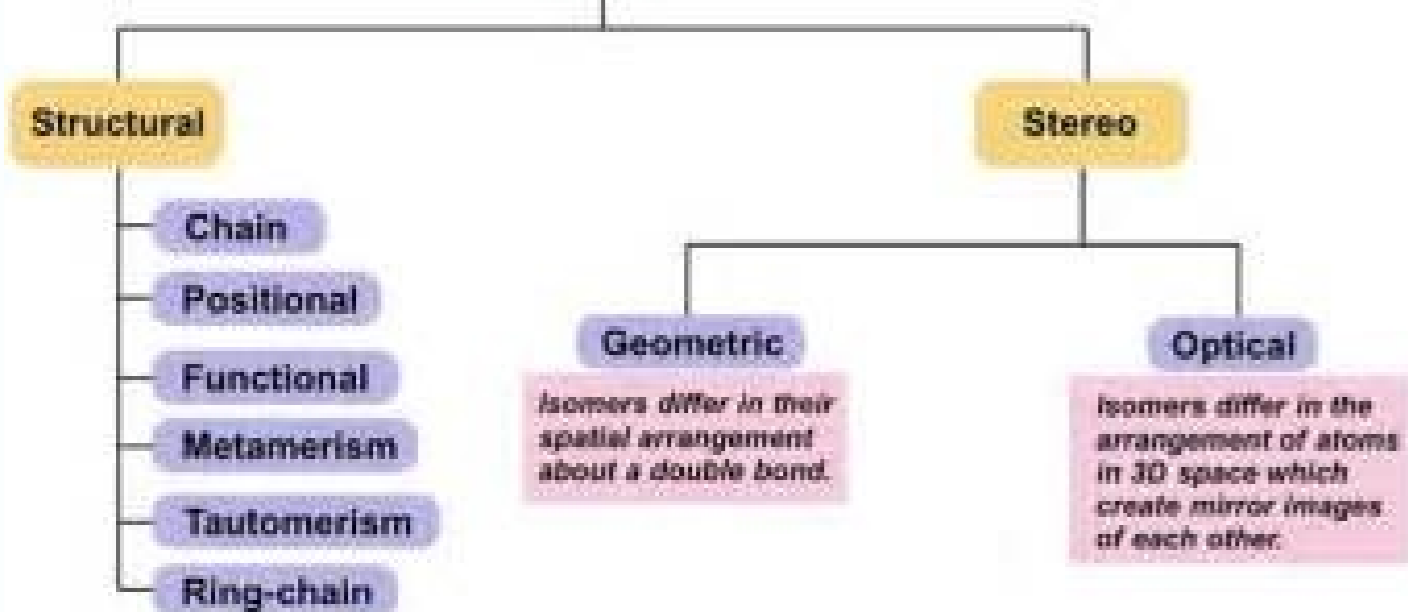 Structural
Stereo
Chain
Positional
Functional
Metamerism
Tautomerism
Ring-chain
Geometric
Isomers differ in their
spatial arrangement
about a double bond.
Optical
Isomers differ in the
arrangement of atoms
in 3D space which
create mirror images
of each other.